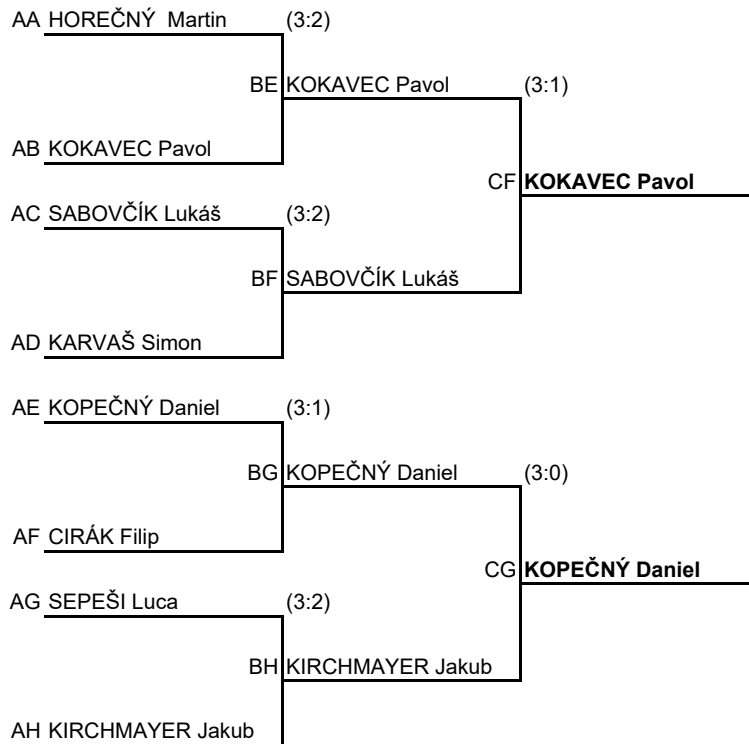 AA HOREČNÝ  Martin (3:2)
BE KOKAVEC Pavol (3:1)
AB KOKAVEC Pavol
CF KOKAVEC Pavol
AC SABOVČÍK Lukáš (3:2)
BF SABOVČÍK Lukáš
AD KARVAŠ Simon
AE KOPEČNÝ Daniel (3:1)
BG KOPEČNÝ Daniel (3:0)
AF CIRÁK Filip
CG KOPEČNÝ Daniel
AG SEPEŠI Luca (3:2)
BH KIRCHMAYER Jakub
AH KIRCHMAYER Jakub